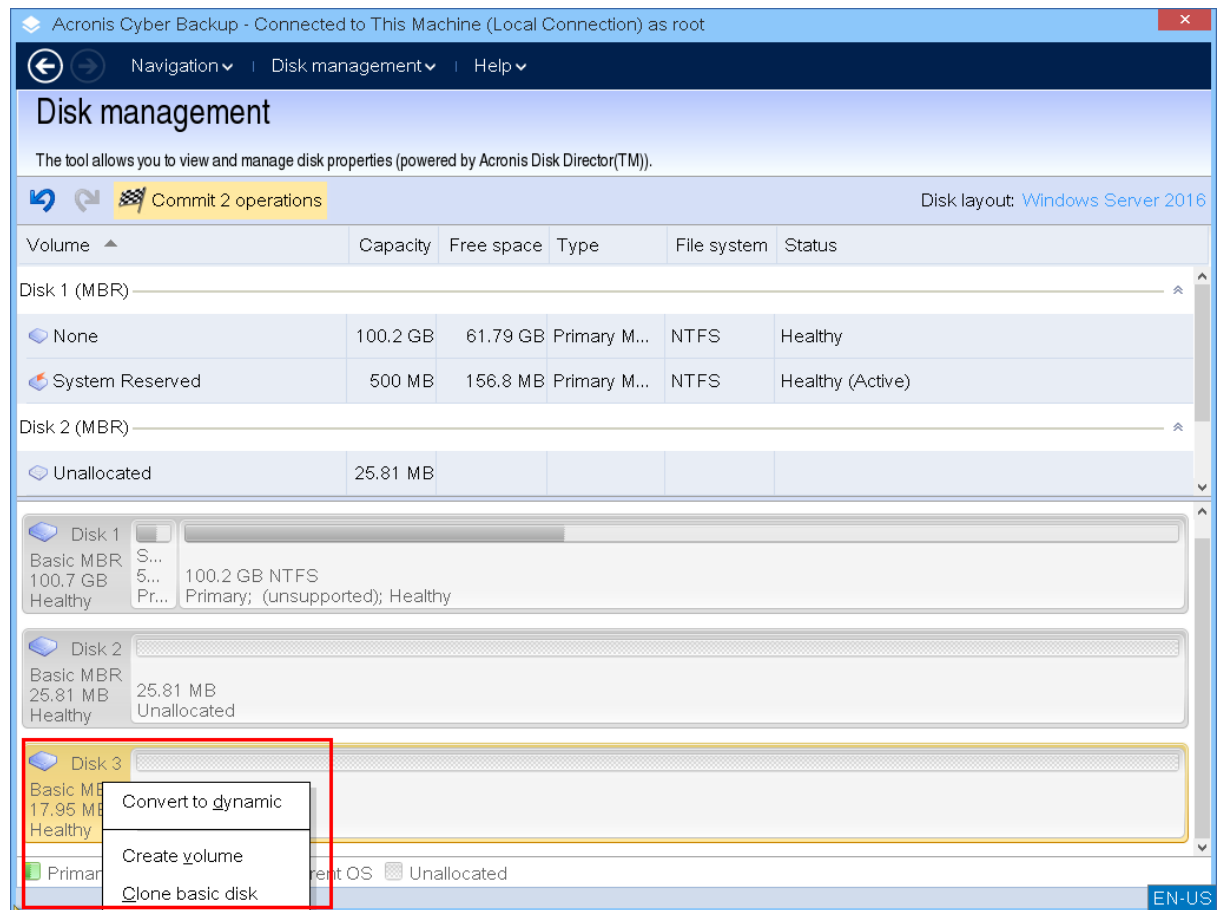 Acronis Cyber Backup - Connected to This Machine (Local Connection) as root
Navigation Disk management Help
Disk management
The tool allows you to view and manage disk properties (powered by Acronis Disk Director(TM)).
Commit 2 operations Disk layout: Windows Server 2016
Volume Capacity Free space Type File system Status
Disk 1 (MBR)
None 100.2 GB 61.79 GB Primary M... NTFS Healthy
System Reserved 500 MB 156.8 MB Primary M... NTFS Healthy (Active)
Disk 2 (MBR)
Unallocated 25.81 MB
Disk 1
Basic MBR
100.7 GB
Healthy
S...
5...
Pr...
100.2 GB NTFS
Primary; (unsupported); Healthy
Disk 2
Basic MBR
25.81 MB
Healthy
25.81 MB
Unallocated
Disk 3
Basic
17.95
Healthy
Convert to dynamic
Create volume
Clone basic disk
OS Unallocated
EN-US